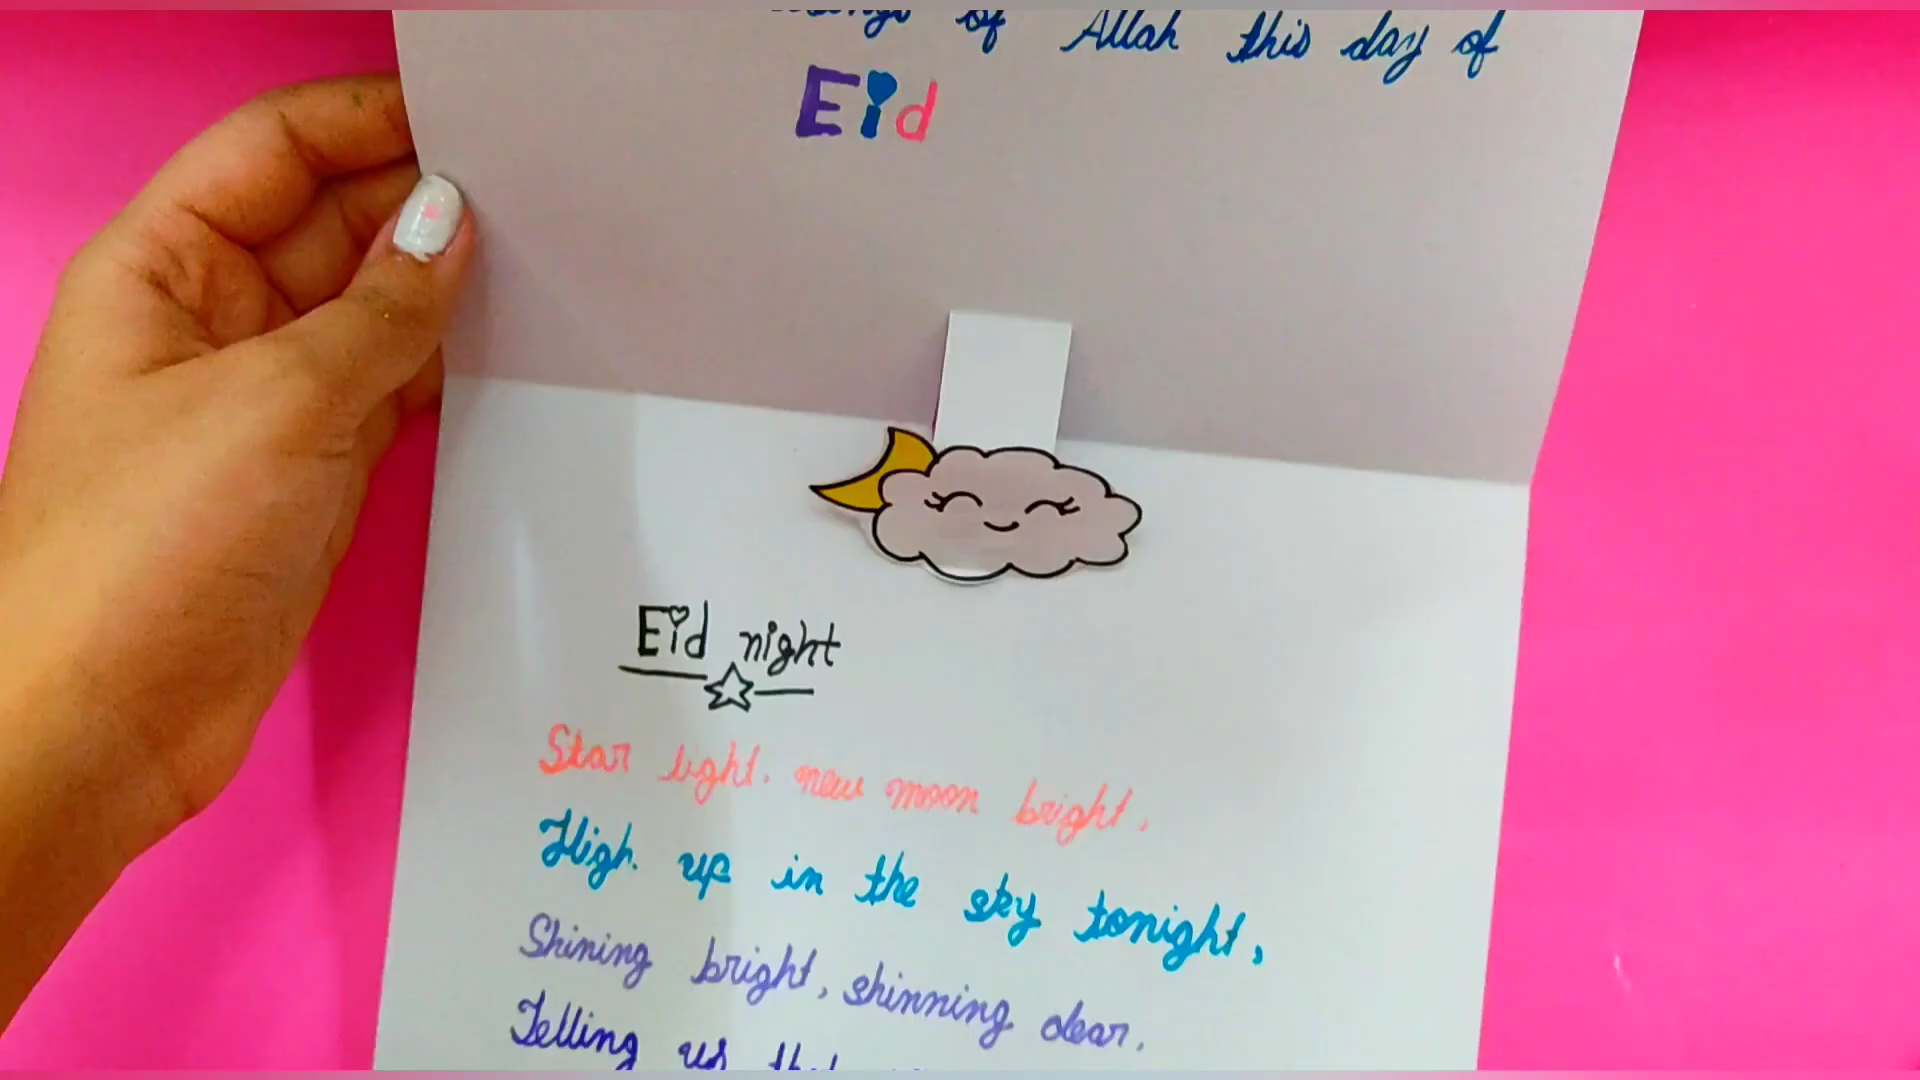 of Allah this day of
Eid
Eid night
Star light. new moon bright,
High. up in the sky tonight,
Shining bright, shinning clear.
Telling us that